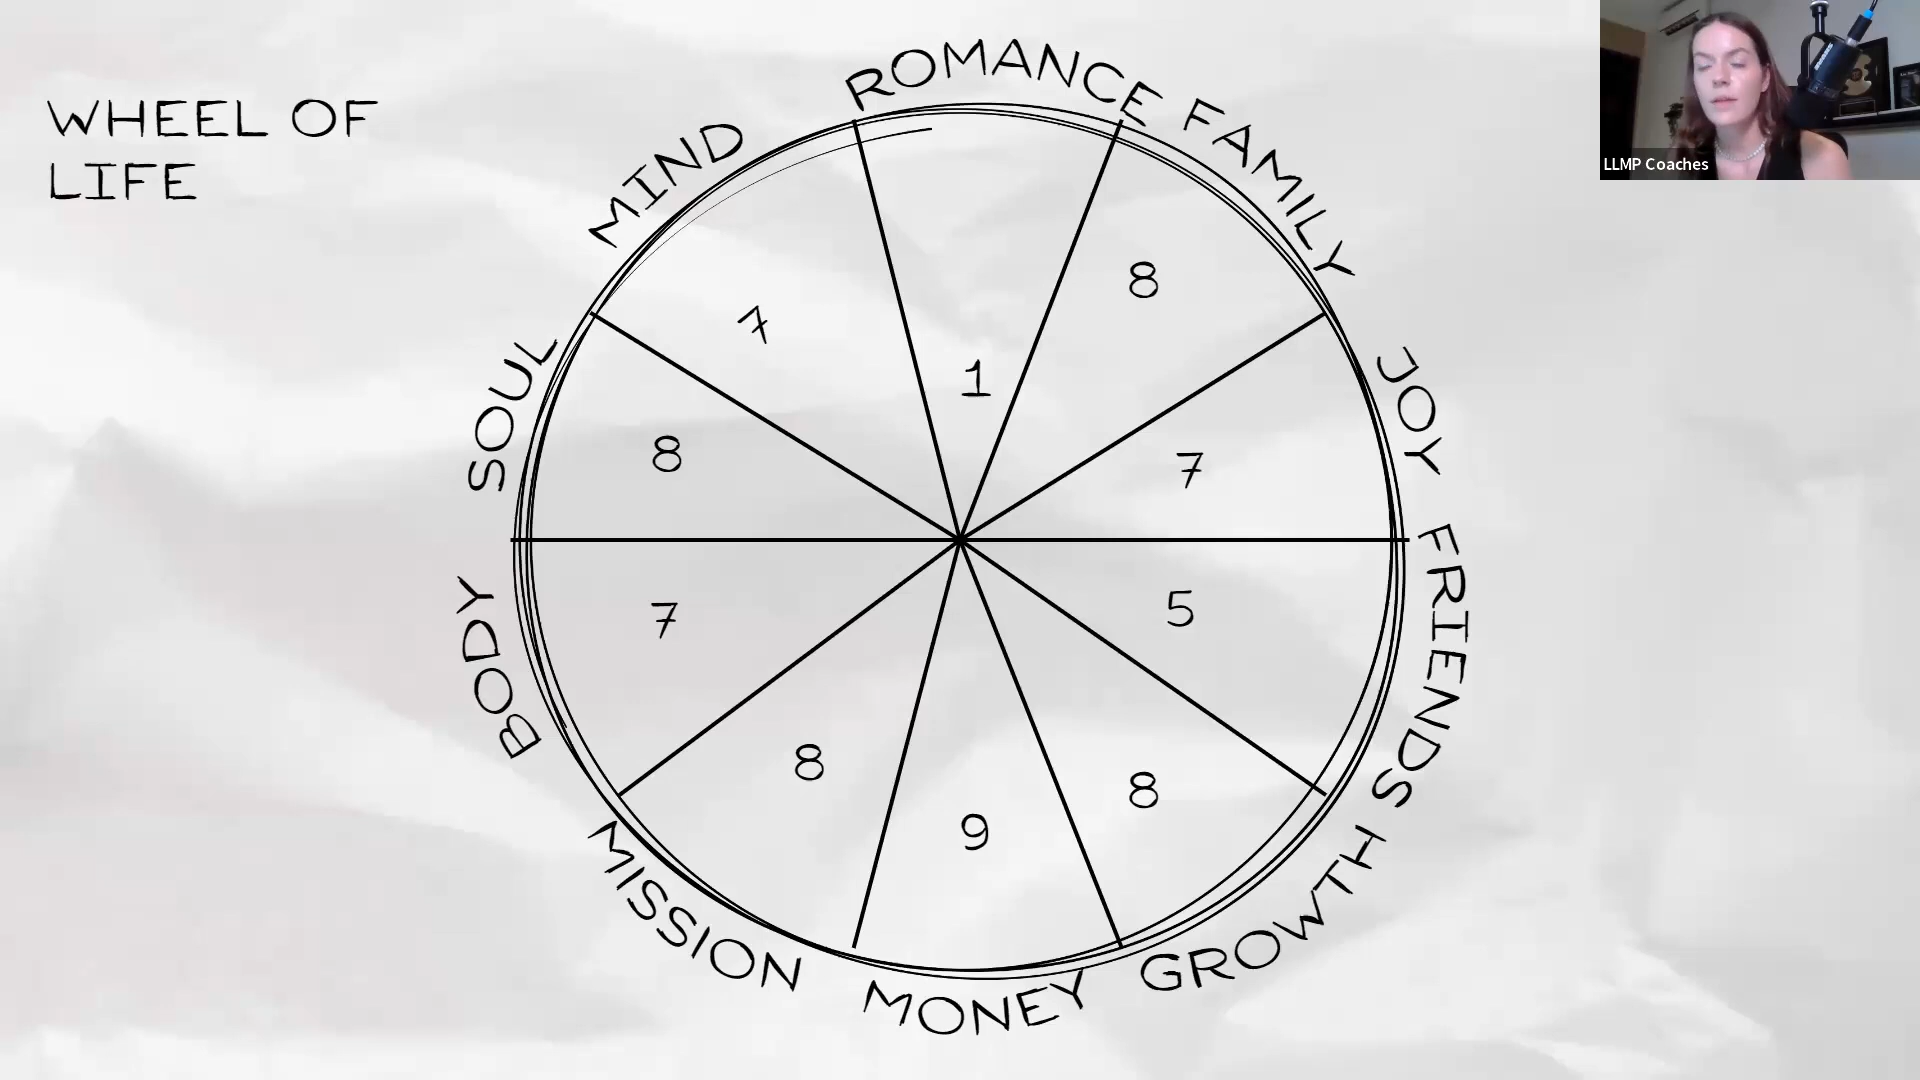 WHEEL OF
LIFE
ROMANCE
FAMILY
JOY
FRIENDS
GROWTH
MONEY
MISSION
BODY
SOUL
MIND
1
8
7
5
8
9
8
7
8
7
LLMP Coaches